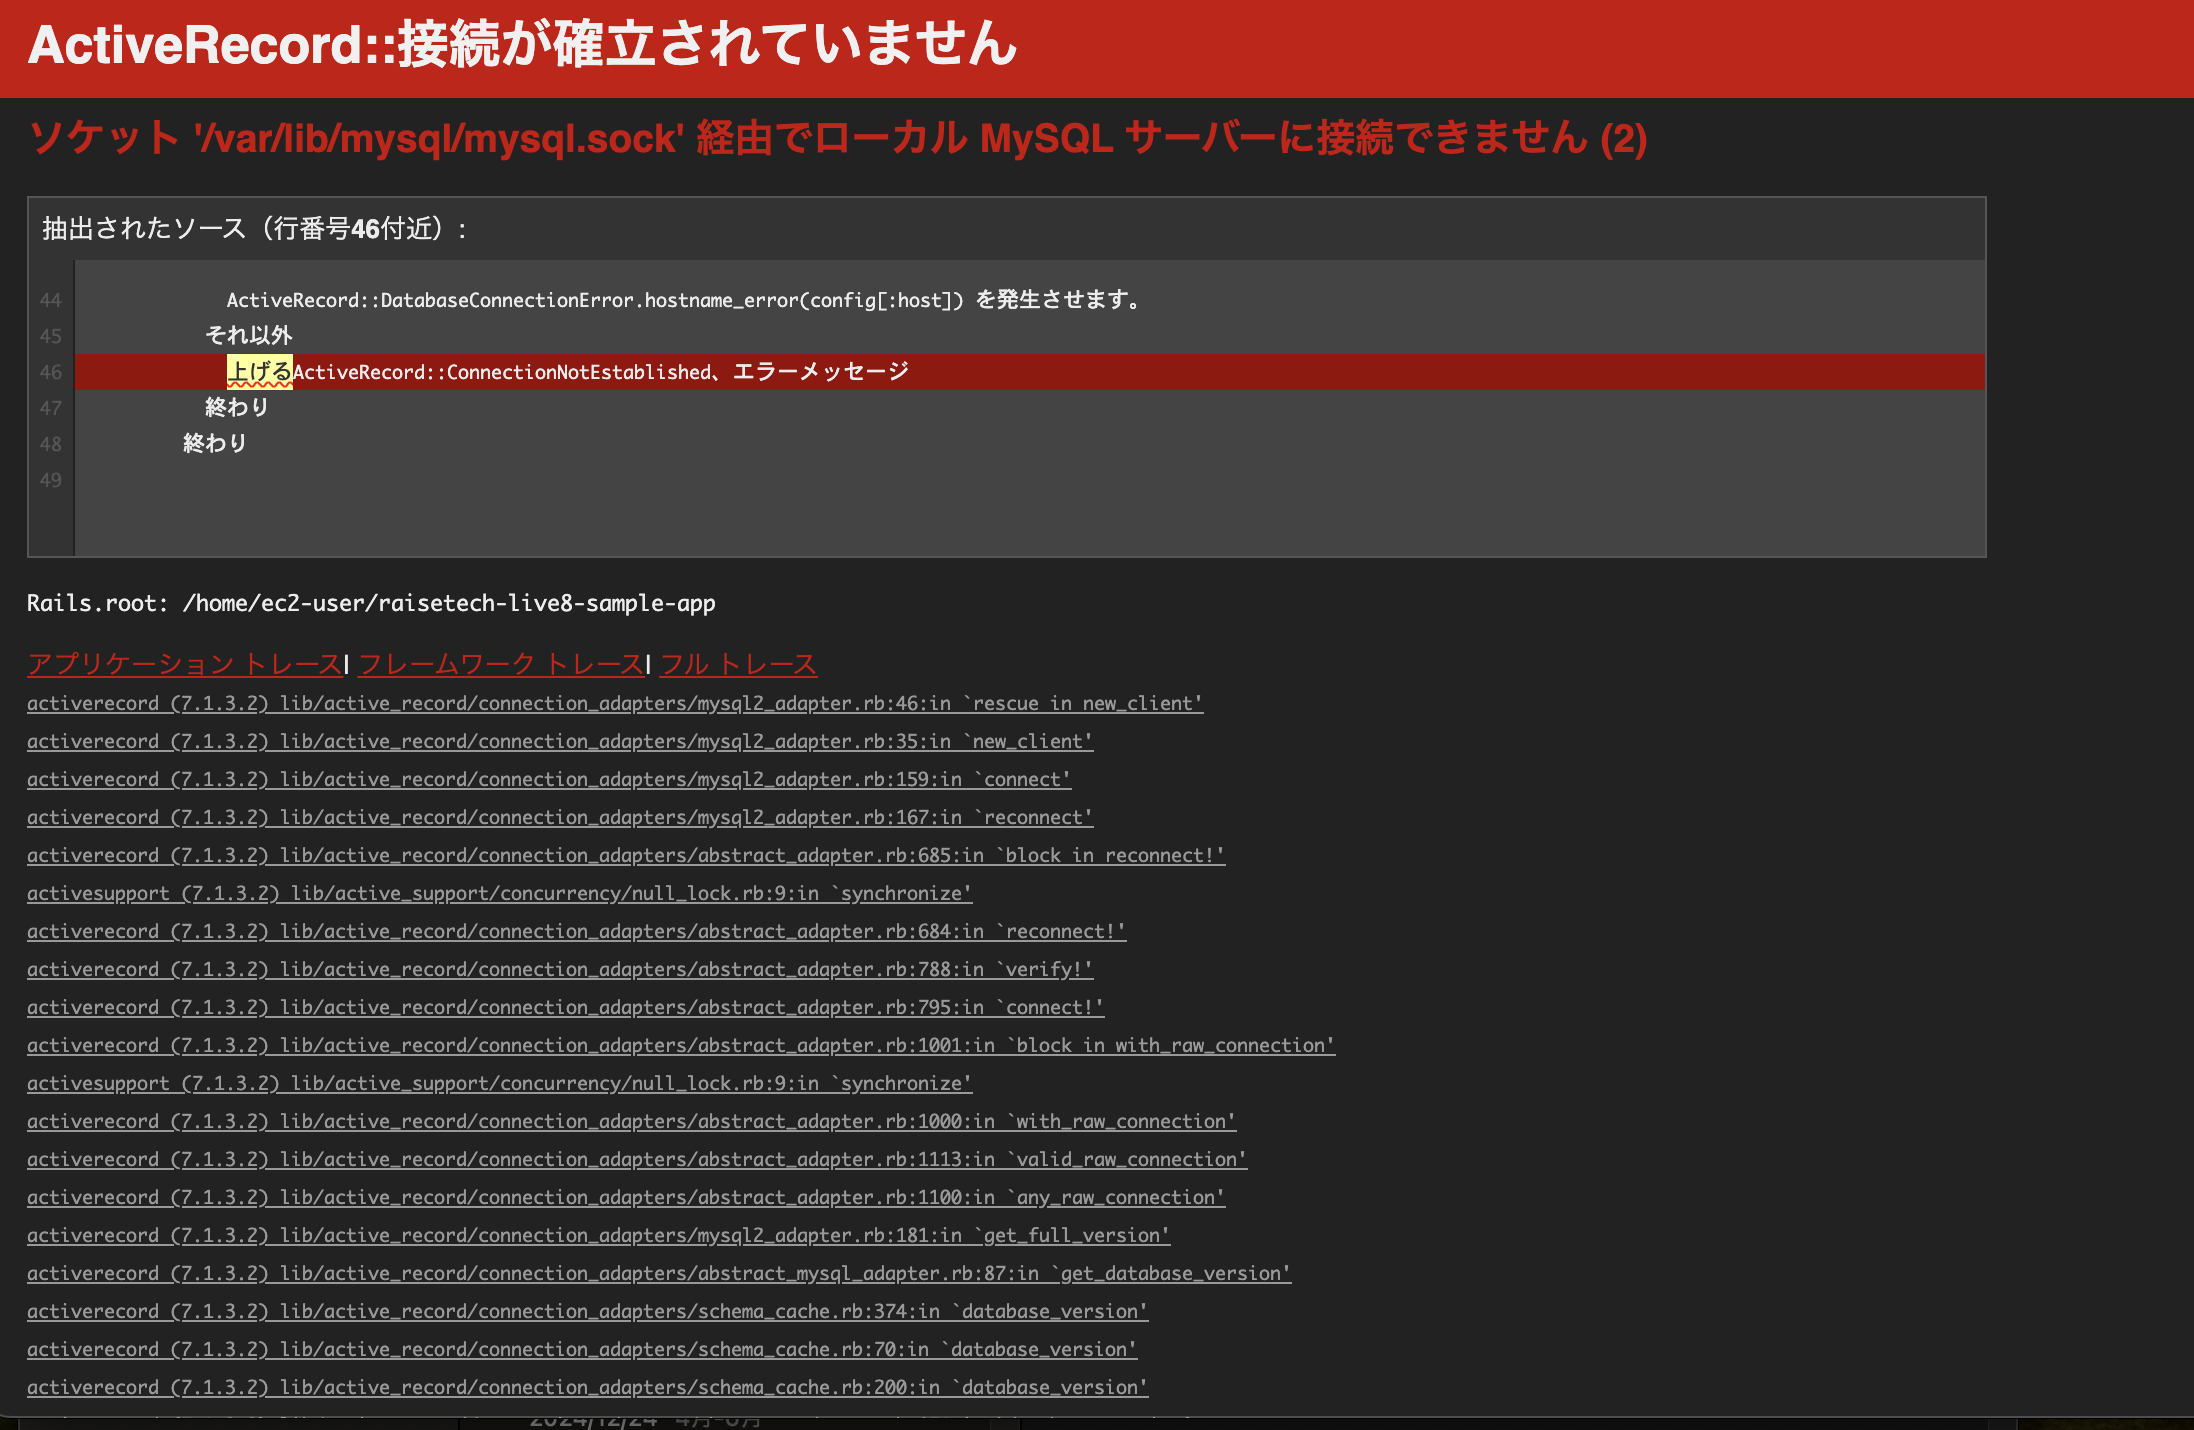 ActiveRecord::接続が確立されていません
ソケット '/var/lib/mysql/mysql.sock' 経由でローカル MySQL サーバーに接続できません (2)
抽出されたソース（行番号46付近）:
44 ActiveRecord::DatabaseConnectionError.hostname_error(config[:host]) を発生させます。
45 それ以外
46 上げるActiveRecord::ConnectionNotEstablished、エラーメッセージ
47 終わり
48 終わり
49
Rails.root: /home/ec2-user/raisetech-live8-sample-app
アプリケーション トレース| フレームワーク トレース| フル トレース
activerecord (7.1.3.2) lib/active_record/connection_adapters/mysql2_adapter.rb:46:in `rescue in new_client'
activerecord (7.1.3.2) lib/active_record/connection_adapters/mysql2_adapter.rb:35:in `new_client'
activerecord (7.1.3.2) lib/active_record/connection_adapters/mysql2_adapter.rb:159:in `connect'
activerecord (7.1.3.2) lib/active_record/connection_adapters/mysql2_adapter.rb:167:in `reconnect'
activerecord (7.1.3.2) lib/active_record/connection_adapters/abstract_adapter.rb:685:in `block in reconnect!'
activesupport (7.1.3.2) lib/active_support/concurrency/null_lock.rb:9:in `synchronize'
activerecord (7.1.3.2) lib/active_record/connection_adapters/abstract_adapter.rb:684:in `reconnect!'
activerecord (7.1.3.2) lib/active_record/connection_adapters/abstract_adapter.rb:788:in `verify!'
activerecord (7.1.3.2) lib/active_record/connection_adapters/abstract_adapter.rb:795:in `connect!'
activerecord (7.1.3.2) lib/active_record/connection_adapters/abstract_adapter.rb:1001:in `block in with_raw_connection'
activesupport (7.1.3.2) lib/active_support/concurrency/null_lock.rb:9:in `synchronize'
activerecord (7.1.3.2) lib/active_record/connection_adapters/abstract_adapter.rb:1000:in `with_raw_connection'
activerecord (7.1.3.2) lib/active_record/connection_adapters/abstract_adapter.rb:1113:in `valid_raw_connection'
activerecord (7.1.3.2) lib/active_record/connection_adapters/abstract_adapter.rb:1100:in `any_raw_connection'
activerecord (7.1.3.2) lib/active_record/connection_adapters/mysql2_adapter.rb:181:in `get_full_version'
activerecord (7.1.3.2) lib/active_record/connection_adapters/abstract_mysql_adapter.rb:87:in `get_database_version'
activerecord (7.1.3.2) lib/active_record/connection_adapters/schema_cache.rb:374:in `database_version'
activerecord (7.1.3.2) lib/active_record/connection_adapters/schema_cache.rb:70:in `database_version'
activerecord (7.1.3.2) lib/active_record/connection_adapters/schema_cache.rb:200:in `database_version'